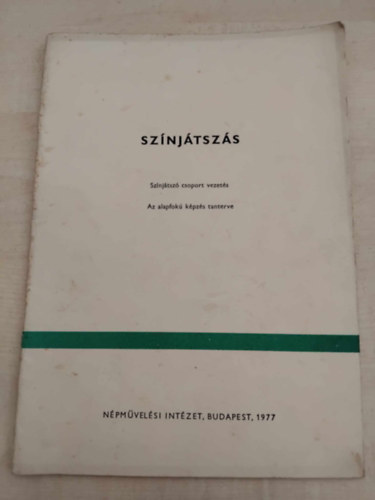 SZÍNJÁTSZÁS
Színjátszó csoport vezetés
Az alapfokú képzés tanterve
NÉPMŰVELÉSI INTÉZET, BUDAPEST, 1977